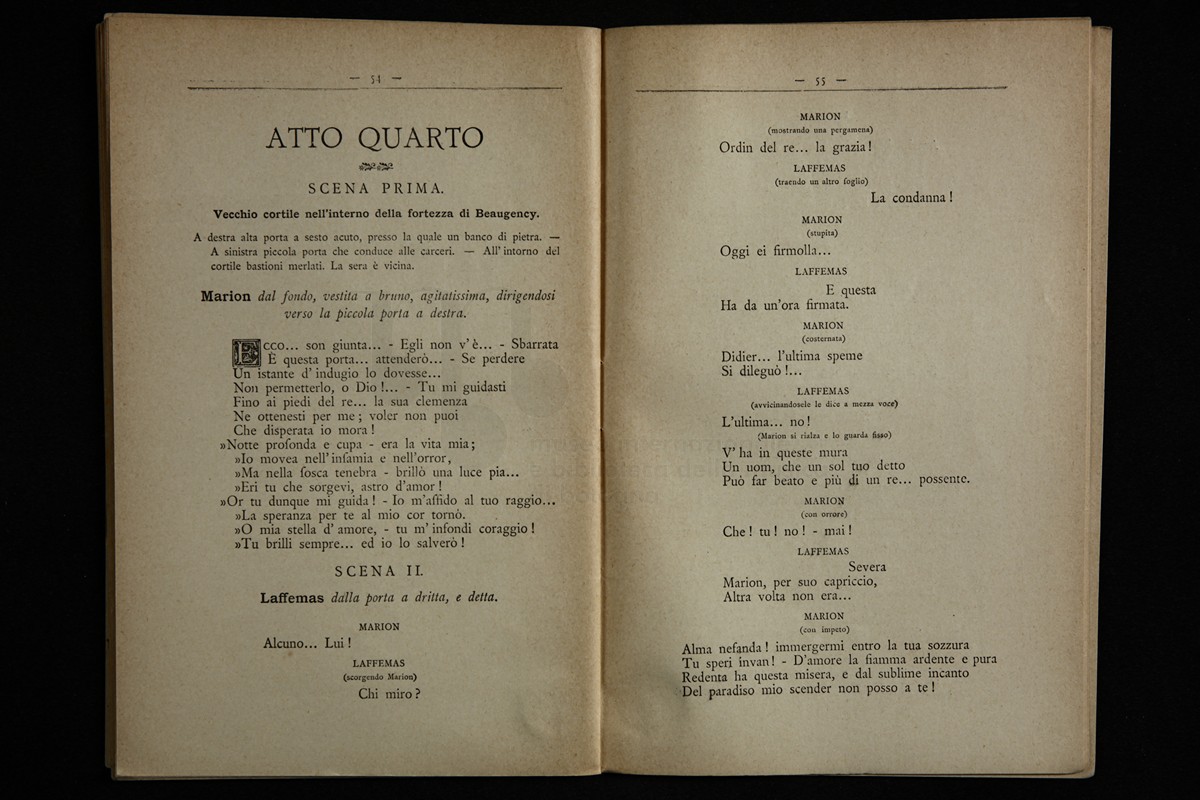 — 54 —
ATTO QUARTO
SCENA PRIMA.
Vecchio cortile nell'interno della fortezza di Beaugency.
A destra alta porta a sesto acuto, presso la quale un banco di pietra. —
A sinistra piccola porta che conduce alle carceri. — All'intorno del
cortile bastioni merlati. La sera è vicina.
Marion dal fondo, vestita a bruno, agitatissima, dirigendosi
verso la piccola porta a destra.
Ecco... son giunta... - Egli non v'è... - Sbarrata
È questa porta... attenderò... - Se perdere
Un istante d'indugio lo dovesse...
Non permetterlo, o Dio!... - Tu mi guidasti
Fino ai piedi del re... la sua clemenza
Ne ottenesti per me; voler non puoi
Che disperata io mora!
»Notte profonda e cupa - era la vita mia;
»Io movea nell'infamia e nell'orror,
»Ma nella fosca tenebra - brillò una luce pia...
»Eri tu che sorgevi, astro d'amor!
»Or tu dunque mi guida! - Io m'affido al tuo raggio...
»La speranza per te al mio cor tornò.
»O mia stella d'amore, - tu m'infondi coraggio!
»Tu brilli sempre... ed io lo salverò!
SCENA II.
Laffemas dalla porta a dritta, e detta.
MARION
Alcuno... Lui!
LAFFEMAS
(scorgendo Marion)
Chi miro?
— 55 —
MARION
(mostrando una pergamena)
Ordin del re... la grazia!
LAFFEMAS
(traendo un altro foglio)
La condanna!
MARION
(stupita)
Oggi ei firmolla...
LAFFEMAS
E questa
Ha da un'ora firmata.
MARION
(costernata)
Didier... l'ultima speme
Si dileguò!...
LAFFEMAS
(avvicinandosele le dice a mezza voce)
L'ultima... no!
(Marion si rialza e lo guarda fisso)
V'ha in queste mura
Un uom, che un sol tuo detto
Può far beato e più di un re... possente.
MARION
(con orrore)
Che! tu! no! - mai!
LAFFEMAS
Severa
Marion, per suo capriccio,
Altra volta non era...
MARION
(con impeto)
Alma nefanda! immergermi entro la tua sozzura
Tu speri invan! - D'amore la fiamma ardente e pura
Redenta ha questa misera, e dal sublime incanto
Del paradiso mio scender non posso a te!